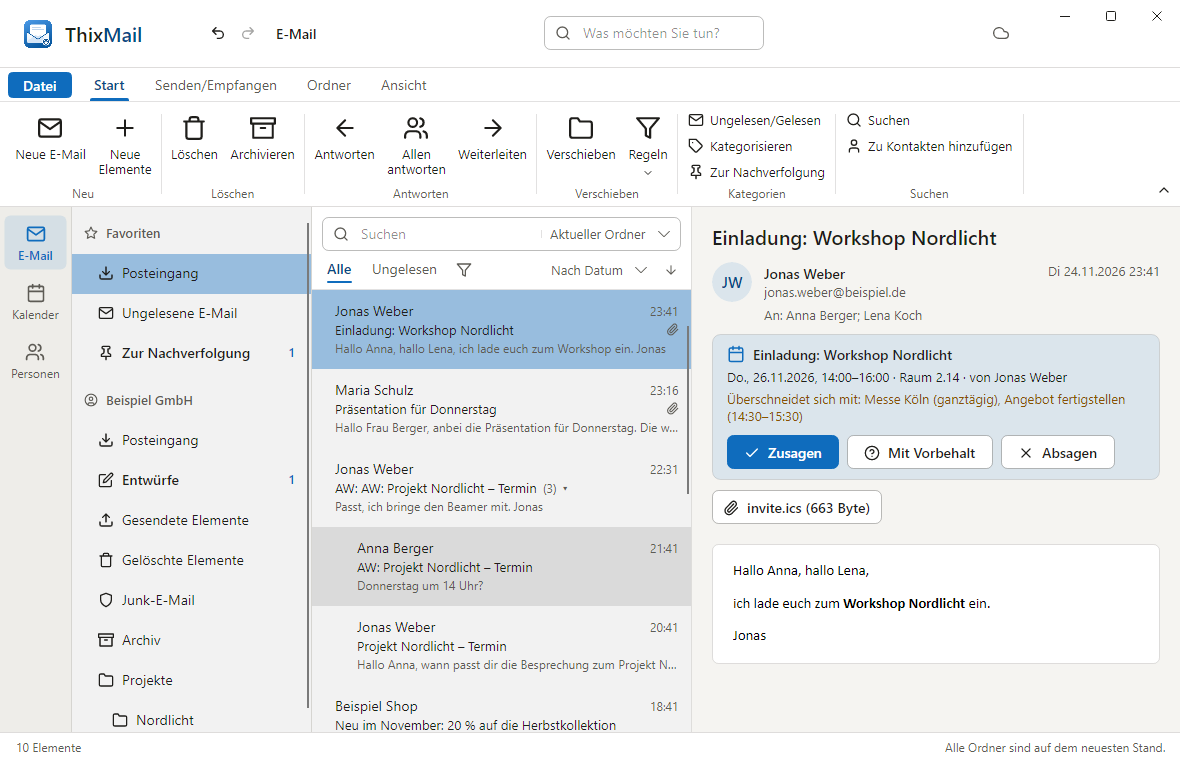 ThixMail
E-Mail
Was möchten Sie tun?
Datei
Start
Senden/Empfangen
Ordner
Ansicht
Neue E-Mail
Neue
Elemente
Neu
Löschen
Archivieren
Löschen
Antworten
Allen
antworten
Weiterleiten
Antworten
Verschieben
Regeln
Verschieben
Ungelesen/Gelesen
Kategorisieren
Zur Nachverfolgung
Kategorien
Suchen
Zu Kontakten hinzufügen
Suchen
E-Mail
Kalender
Personen
Favoriten
Posteingang
Ungelesene E-Mail
Zur Nachverfolgung 1
Beispiel GmbH
Posteingang
Entwürfe 1
Gesendete Elemente
Gelöschte Elemente
Junk-E-Mail
Archiv
Projekte
Nordlicht
Suchen
Aktueller Ordner
Alle
Ungelesen
Nach Datum
Jonas Weber 23:41
Einladung: Workshop Nordlicht
Hallo Anna, hallo Lena, ich lade euch zum Workshop ein. Jonas
Maria Schulz 23:16
Präsentation für Donnerstag
Hallo Frau Berger, anbei die Präsentation für Donnerstag. Die w...
Jonas Weber 22:31
AW: AW: Projekt Nordlicht – Termin (3)
Passt, ich bringe den Beamer mit. Jonas
Anna Berger 21:41
AW: Projekt Nordlicht – Termin
Donnerstag um 14 Uhr?
Jonas Weber 20:41
Projekt Nordlicht – Termin
Hallo Anna, wann passt dir die Besprechung zum Projekt N...
Beispiel Shop 18:41
Neu im November: 20 % auf die Herbstkollektion
Einladung: Workshop Nordlicht
JW
Jonas Weber
Di 24.11.2026 23:41
jonas.weber@beispiel.de
An: Anna Berger; Lena Koch
Einladung: Workshop Nordlicht
Do., 26.11.2026, 14:00–16:00 · Raum 2.14 · von Jonas Weber
Überschneidet sich mit: Messe Köln (ganztägig), Angebot fertigstellen
(14:30–15:30)
Zusagen
Mit Vorbehalt
Absagen
invite.ics (663 Byte)
Hallo Anna, hallo Lena,
ich lade euch zum Workshop Nordlicht ein.
Jonas
10 Elemente
Alle Ordner sind auf dem neuesten Stand.